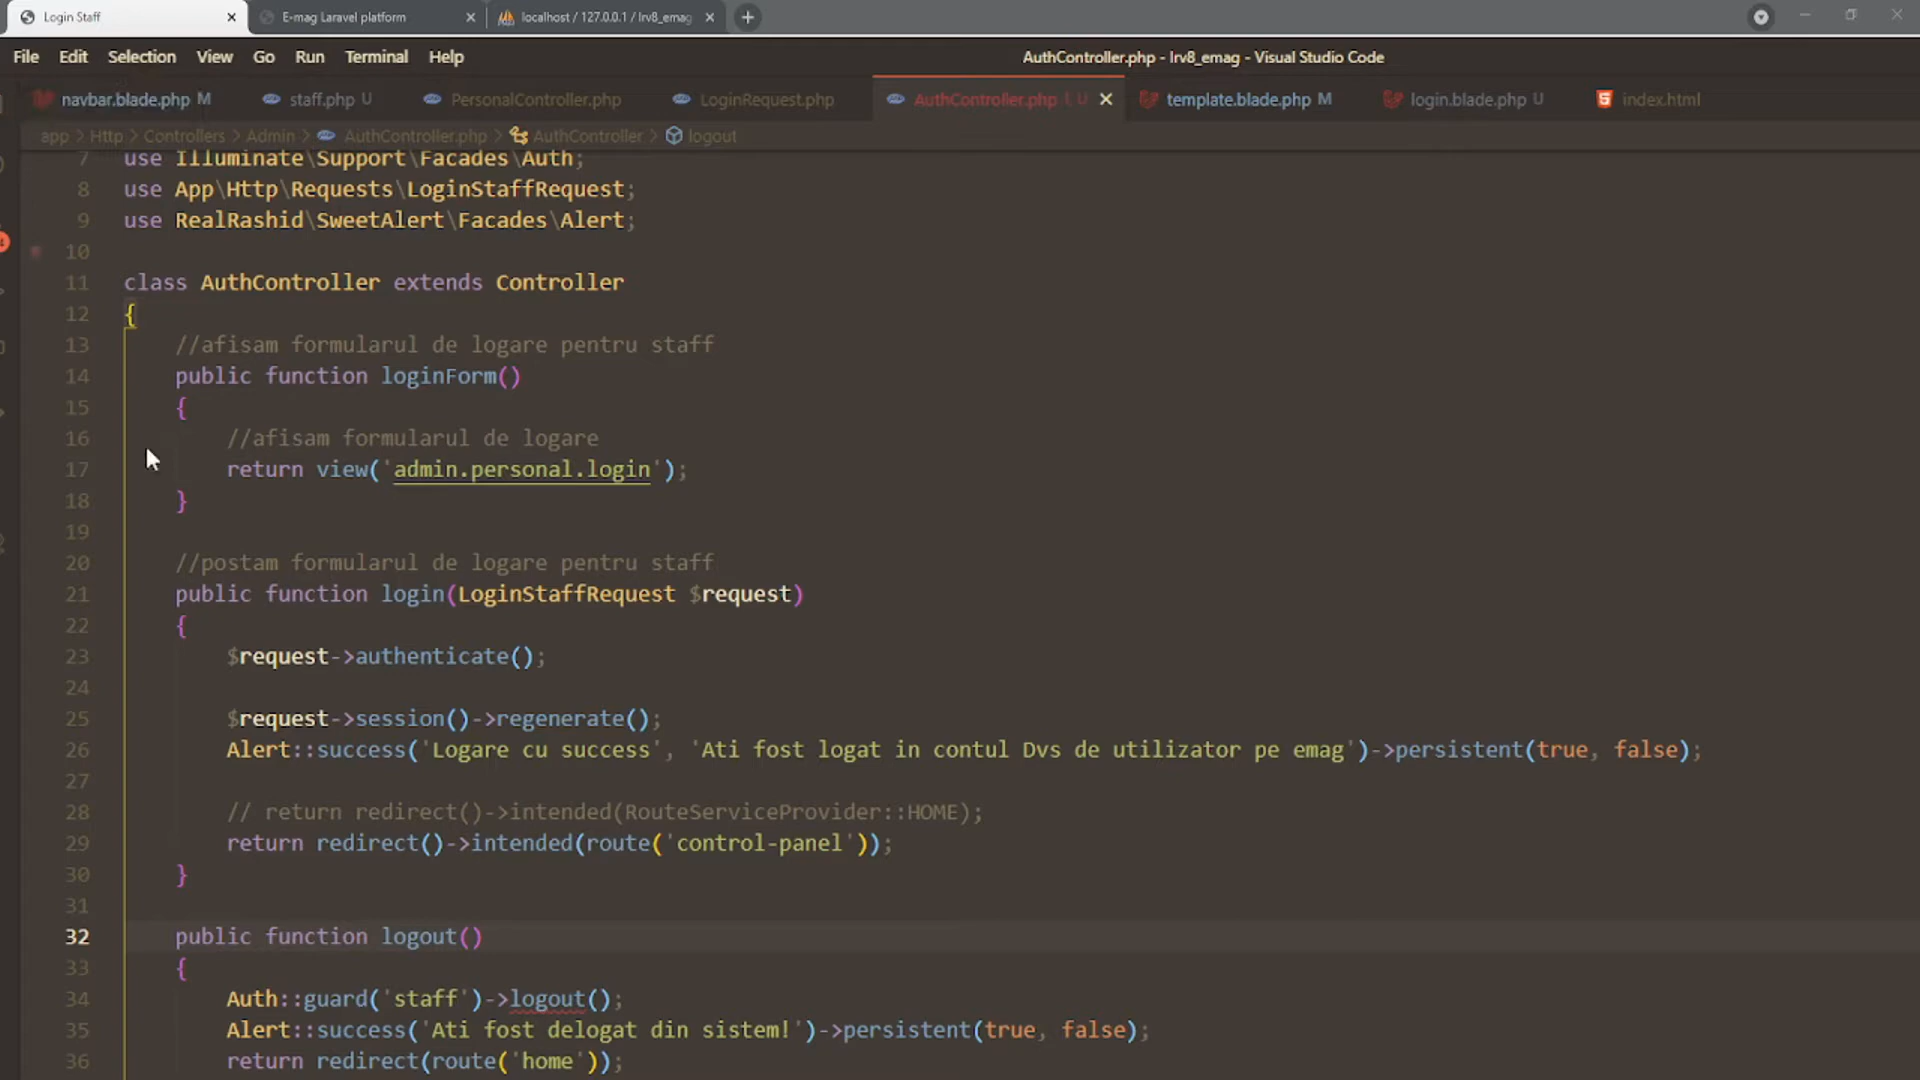 Login Staff
E-mag Laravel platform
localhost / 127.0.0.1 / lrv8_emag
File Edit Selection View Go Run Terminal Help
AuthController.php - lrv8_emag - Visual Studio Code
navbar.blade.php M
staff.php U
PersonalController.php
LoginRequest.php
AuthController.php 1, U
template.blade.php M
login.blade.php U
index.html
app > Http > Controllers > Admin > AuthController.php > AuthController > logout
7 use Illuminate\Support\Facades\Auth;
8 use App\Http\Requests\LoginStaffRequest;
9 use RealRashid\SweetAlert\Facades\Alert;
10
11 class AuthController extends Controller
12 {
13 //afisam formularul de logare pentru staff
14 public function loginForm()
15 {
16 //afisam formularul de logare
17 return view('admin.personal.login');
18 }
19
20 //postam formularul de logare pentru staff
21 public function login(LoginStaffRequest $request)
22 {
23 $request->authenticate();
24
25 $request->session()->regenerate();
26 Alert::success('Logare cu success', 'Ati fost logat in contul Dvs de utilizator pe emag')->persistent(true, false);
27
28 // return redirect()->intended(RouteServiceProvider::HOME);
29 return redirect()->intended(route('control-panel'));
30 }
31
32 public function logout()
33 {
34 Auth::guard('staff')->logout();
35 Alert::success('Ati fost delogat din sistem!')->persistent(true, false);
36 return redirect(route('home'));